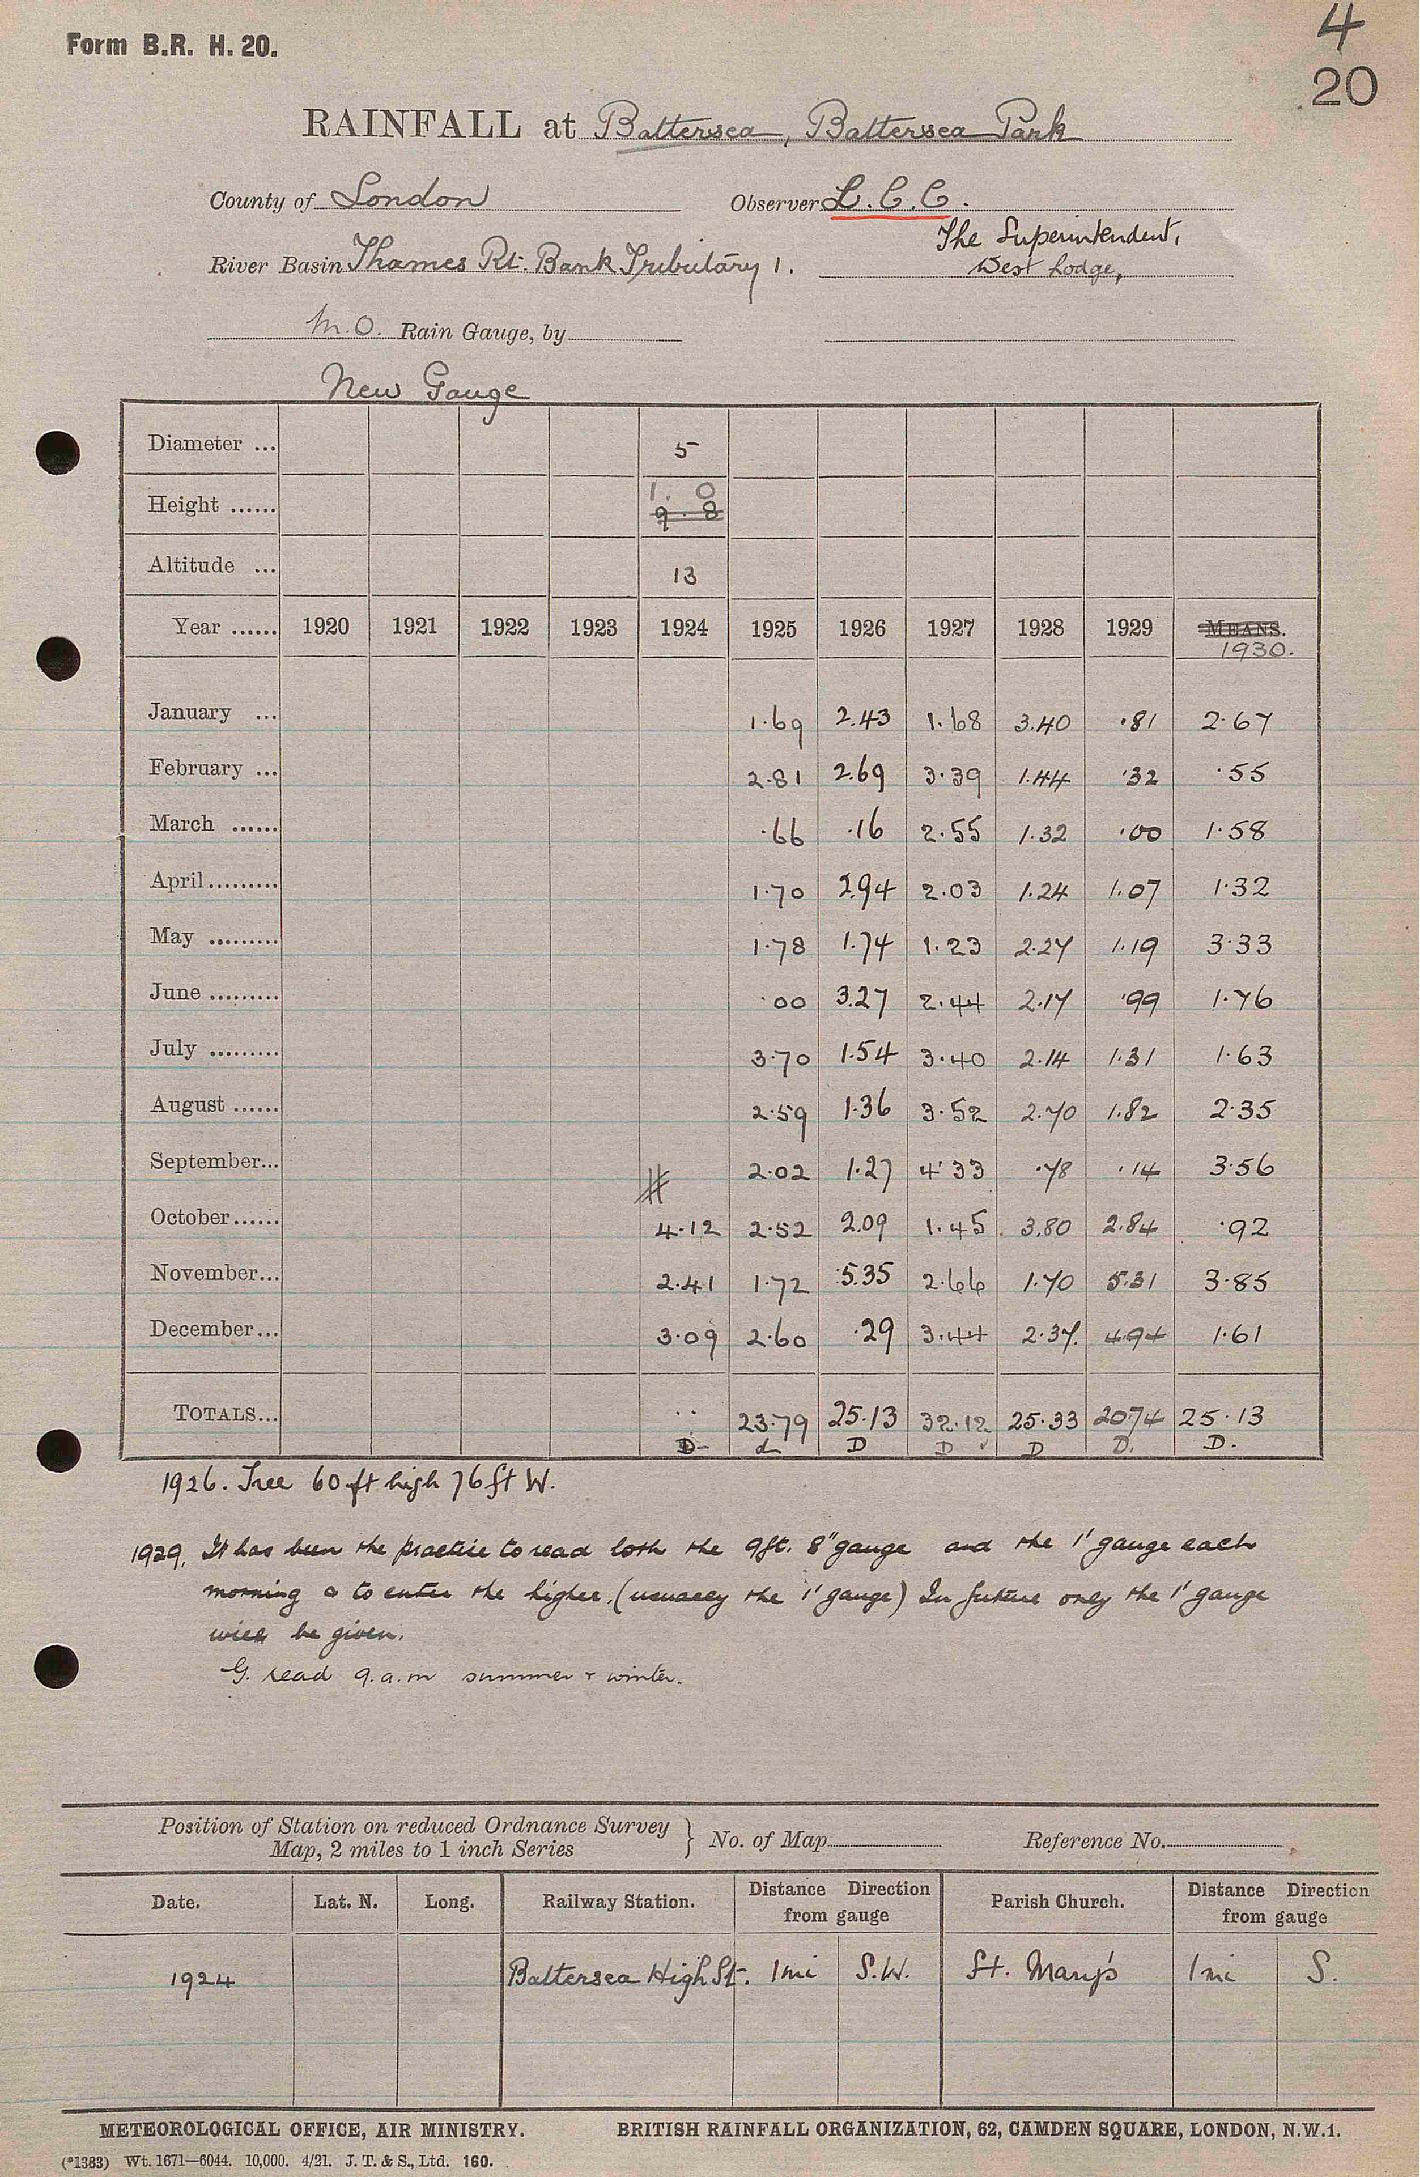 Form B.R. H. 20.
4
20
RAINFALL at Battersea, Battersea Park
County of London Observer L.C.C.
The Superintendent,
River Basin Thames Rt. Bank Tributary 1. West Lodge,
M.O. Rain Gauge, by
New Gauge
Diameter ... 5
Height ...... 1. 0
9. 8
Altitude ... 13
Year ...... 1920 1921 1922 1923 1924 1925 1926 1927 1928 1929 MEANS.
1930.
January ... 1.69 2.43 1.68 3.40 .81 2.67
February ... 2.81 2.69 3.39 1.44 .32 .55
March ...... .66 .16 2.55 1.32 .00 1.58
April......... 1.70 2.94 2.03 1.24 1.07 1.32
May ......... 1.78 1.74 1.23 2.27 1.19 3.33
June ......... .00 3.27 2.44 2.17 .99 1.76
July ......... 3.70 1.54 3.40 2.14 1.31 1.63
August ...... 2.59 1.36 3.52 2.70 1.82 2.35
September... 2.02 1.27 4.33 .78 .14 3.56
October...... 4.12 2.52 2.09 1.45 3.80 2.84 .92
November... 2.41 1.72 5.35 2.66 1.70 5.31 3.85
December... 3.09 2.60 .29 3.44 2.37. 4.94 1.61
TOTALS... .. 23.79 25.13 32.12 25.33 20.74 25.13
D- d D D ✓ D D. D.
1926. Tree 60 ft high 76 ft W.
1929. It has been the practice to read both the 9ft. 8" gauge and the 1' gauge each
morning & to enter the higher, (usually the 1' gauge) In future only the 1' gauge
will be given.
G. read 9.a.m summer & winter.
Position of Station on reduced Ordnance Survey
Map, 2 miles to 1 inch Series } No. of Map Reference No.
Date. Lat. N. Long. Railway Station. Distance Direction from gauge Parish Church. Distance Direction from gauge
1924 Battersea High St. 1mi S.W. St. Mary's 1mi S.
METEOROLOGICAL OFFICE, AIR MINISTRY. BRITISH RAINFALL ORGANIZATION, 62, CAMDEN SQUARE, LONDON, N.W.1.
(*1383) Wt. 1671—6044. 10,000. 4/21. J. T. & S., Ltd. 160.